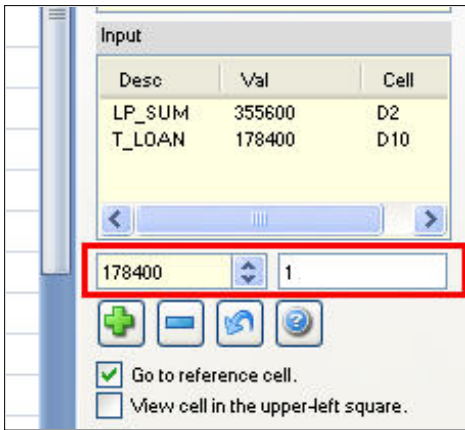 Input
Desc Val Cell
LP_SUM 355600 D2
T_LOAN 178400 D10
178400 1
Go to reference cell.
View cell in the upper-left square.